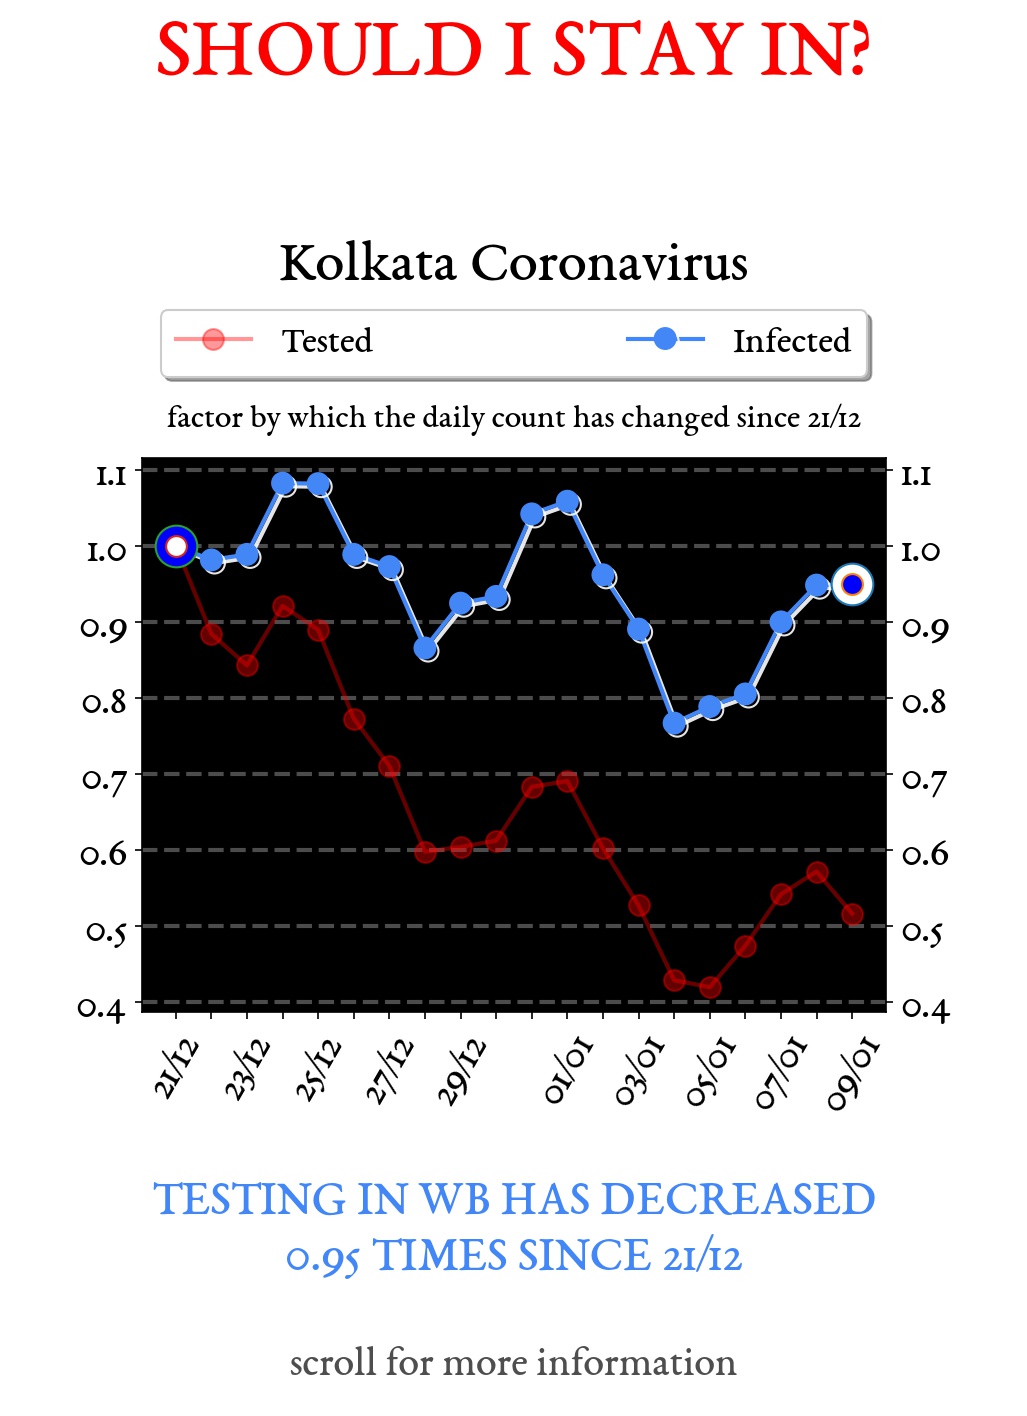 SHOULD I STAY IN?
Kolkata Coronavirus
Tested Infected
factor by which the daily count has changed since 21/12
1.1 1.1
1.0 1.0
0.9 0.9
0.8 0.8
0.7 0.7
0.6 0.6
0.5 0.5
0.4 0.4
21/12 23/12 25/12 27/12 29/12 01/01 03/01 05/01 07/01 09/01
TESTING IN WB HAS DECREASED
0.95 TIMES SINCE 21/12
scroll for more information